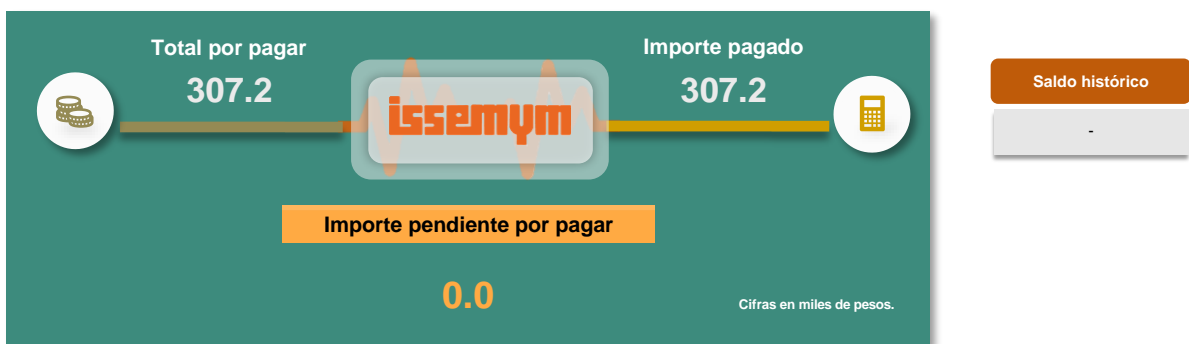 Total por pagar
307.2
issemym
Importe pagado
307.2
Importe pendiente por pagar
0.0
Cifras en miles de pesos.
Saldo histórico
-